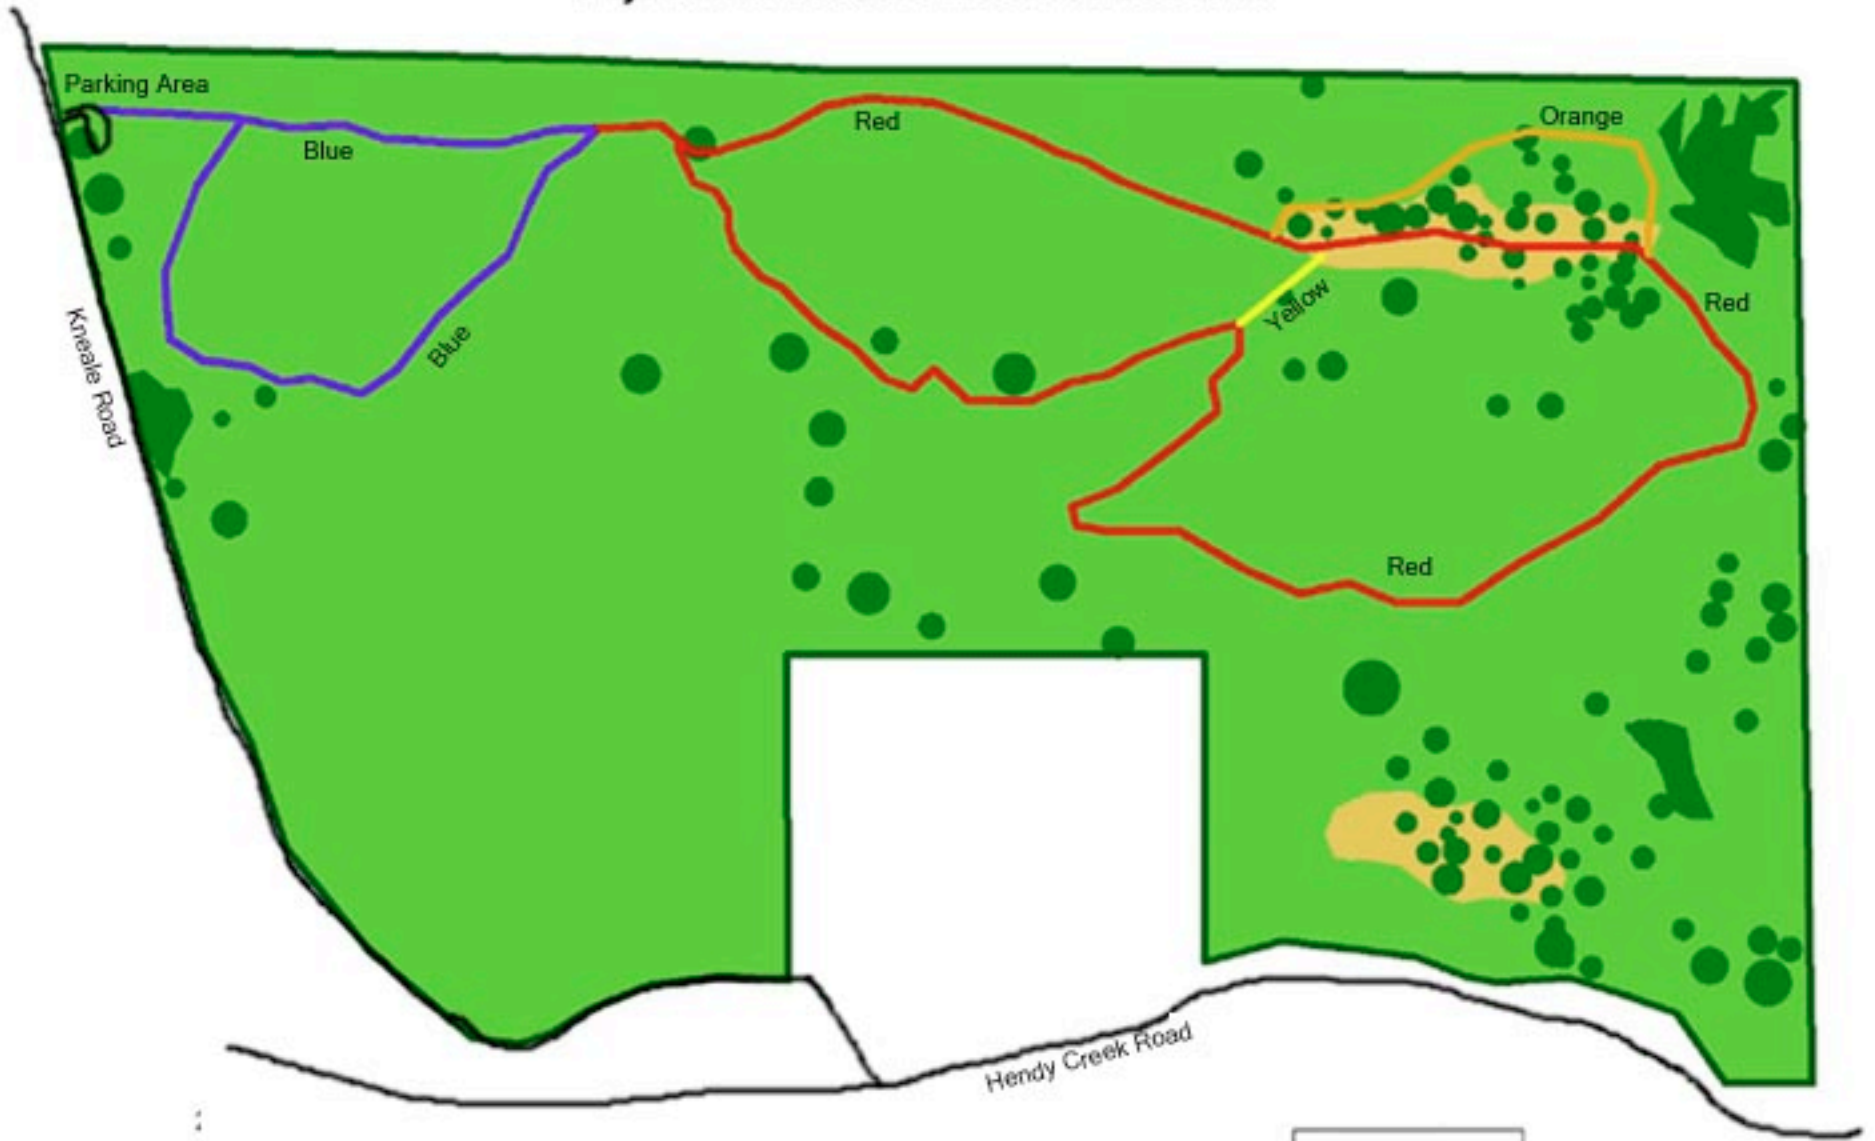 Parking Area
Orange
Red
Blue
Yellow
Red
Kneale Road
Blue
Red
Hendy Creek Road